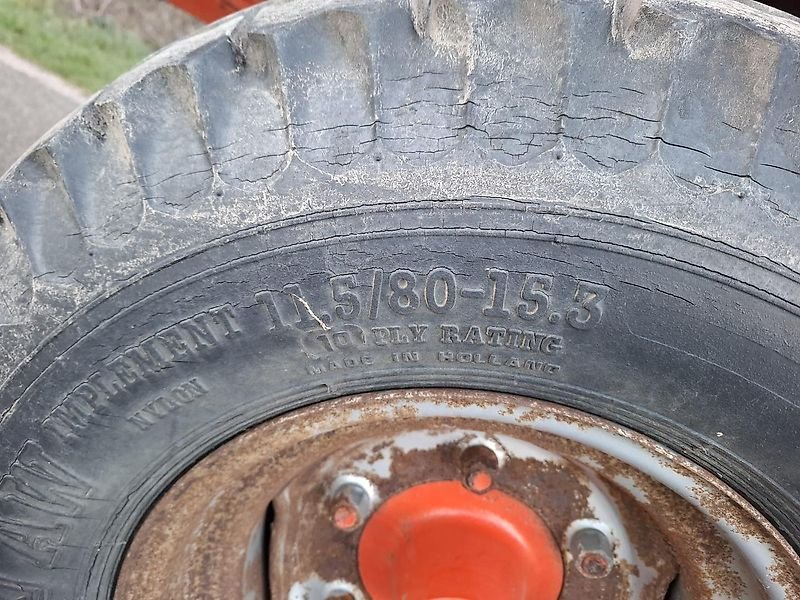 IMPLEMENT 11.5/80-15.3
10 PLY RATING
MADE IN HOLLAND
NYLON